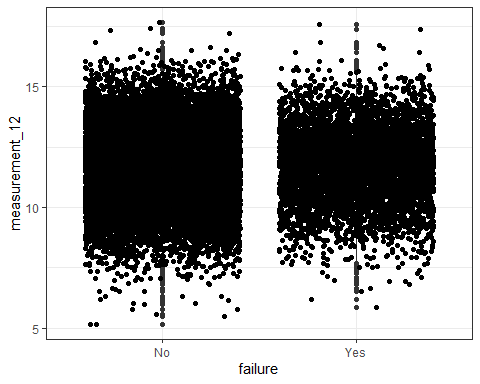 measurement_12
15
10
5
No
Yes
failure